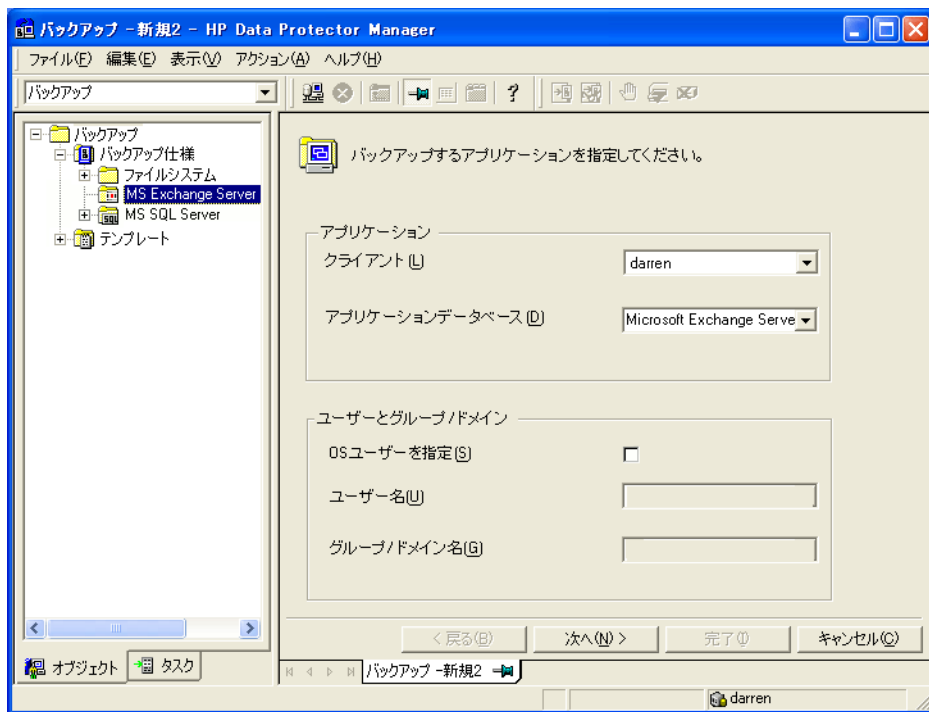 バックアップ -新規2 - HP Data Protector Manager
ファイル(F) 編集(E) 表示(V) アクション(A) ヘルプ(H)
バックアップ
バックアップ
バックアップ仕様
ファイルシステム
MS Exchange Server
SQL
MS SQL Server
テンプレート
オブジェクト
タスク
バックアップするアプリケーションを指定してください。
アプリケーション
クライアント(L)
darren
アプリケーションデータベース(D)
Microsoft Exchange Serve
ユーザーとグループ/ドメイン
OSユーザーを指定(S)
ユーザー名(U)
グループ/ドメイン名(G)
< 戻る(B)
次へ(N) >
完了(I)
キャンセル(C)
バックアップ -新規2
darren